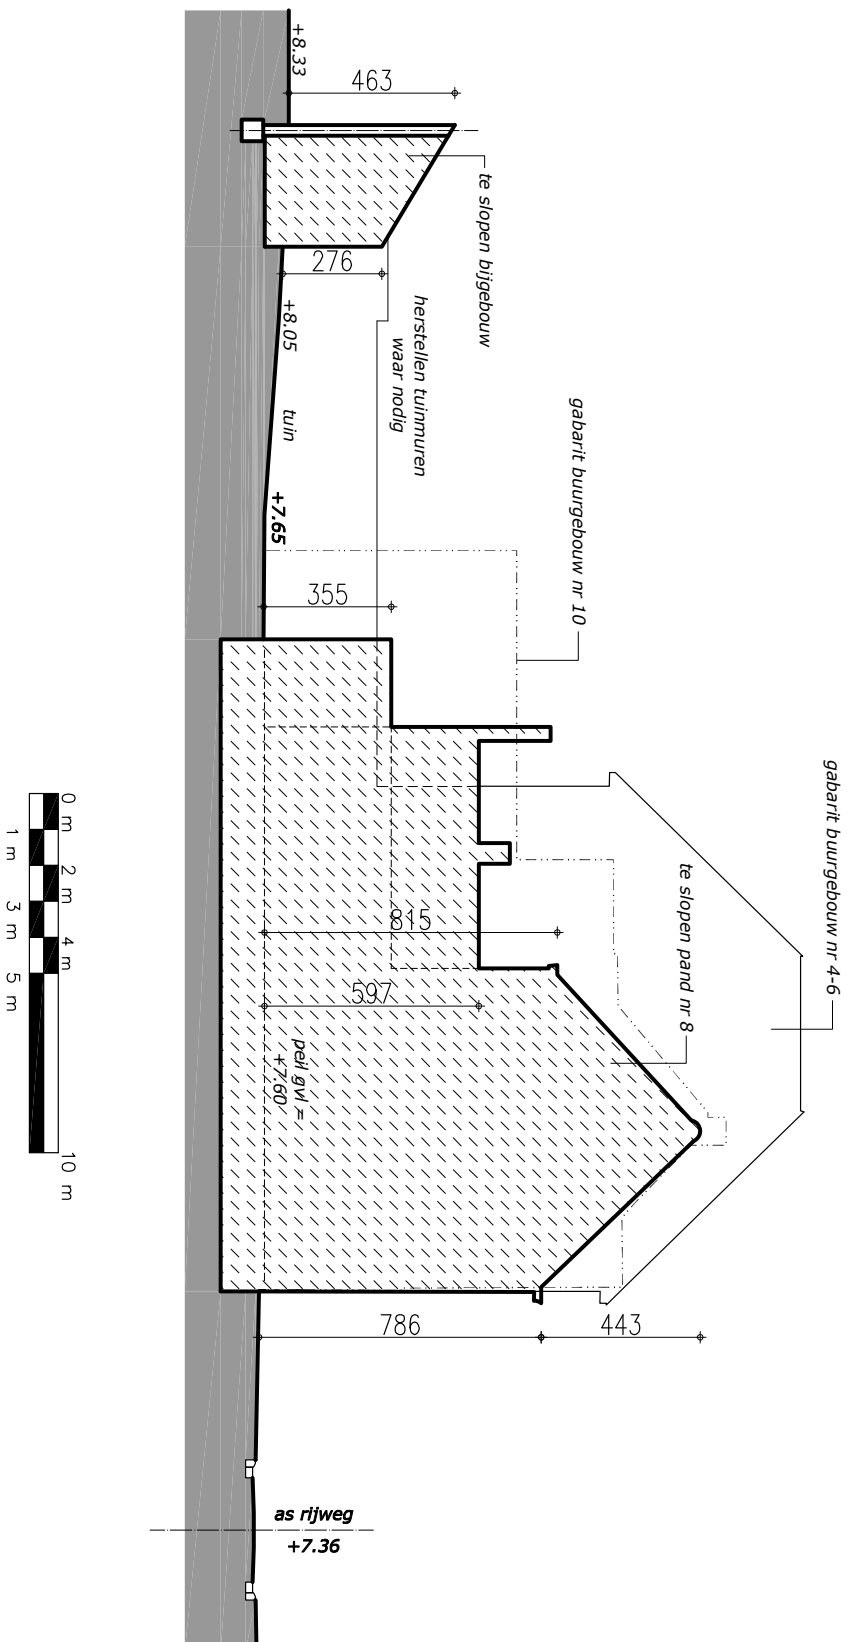 +8.33
463
te slopen bijgebouw
276
+8.05
herstellen tuinmuren
waar nodig
tuin
gabarit buurgebouw nr 10
+7.65
355
gabarit buurgebouw nr 4-6
te slopen pand nr 8
815
597
peil gvl =
+7.60
786
443
as rijweg
+7.36
0 m
1 m
2 m
3 m
4 m
5 m
10 m